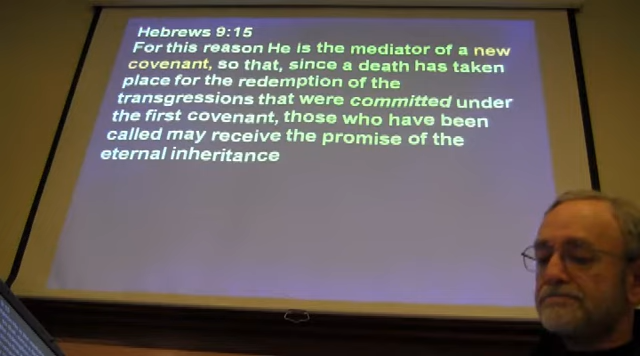 Hebrews 9:15
For this reason He is the mediator of a new
covenant, so that, since a death has taken
place for the redemption of the
transgressions that were committed under
the first covenant, those who have been
called may receive the promise of the
eternal inheritance